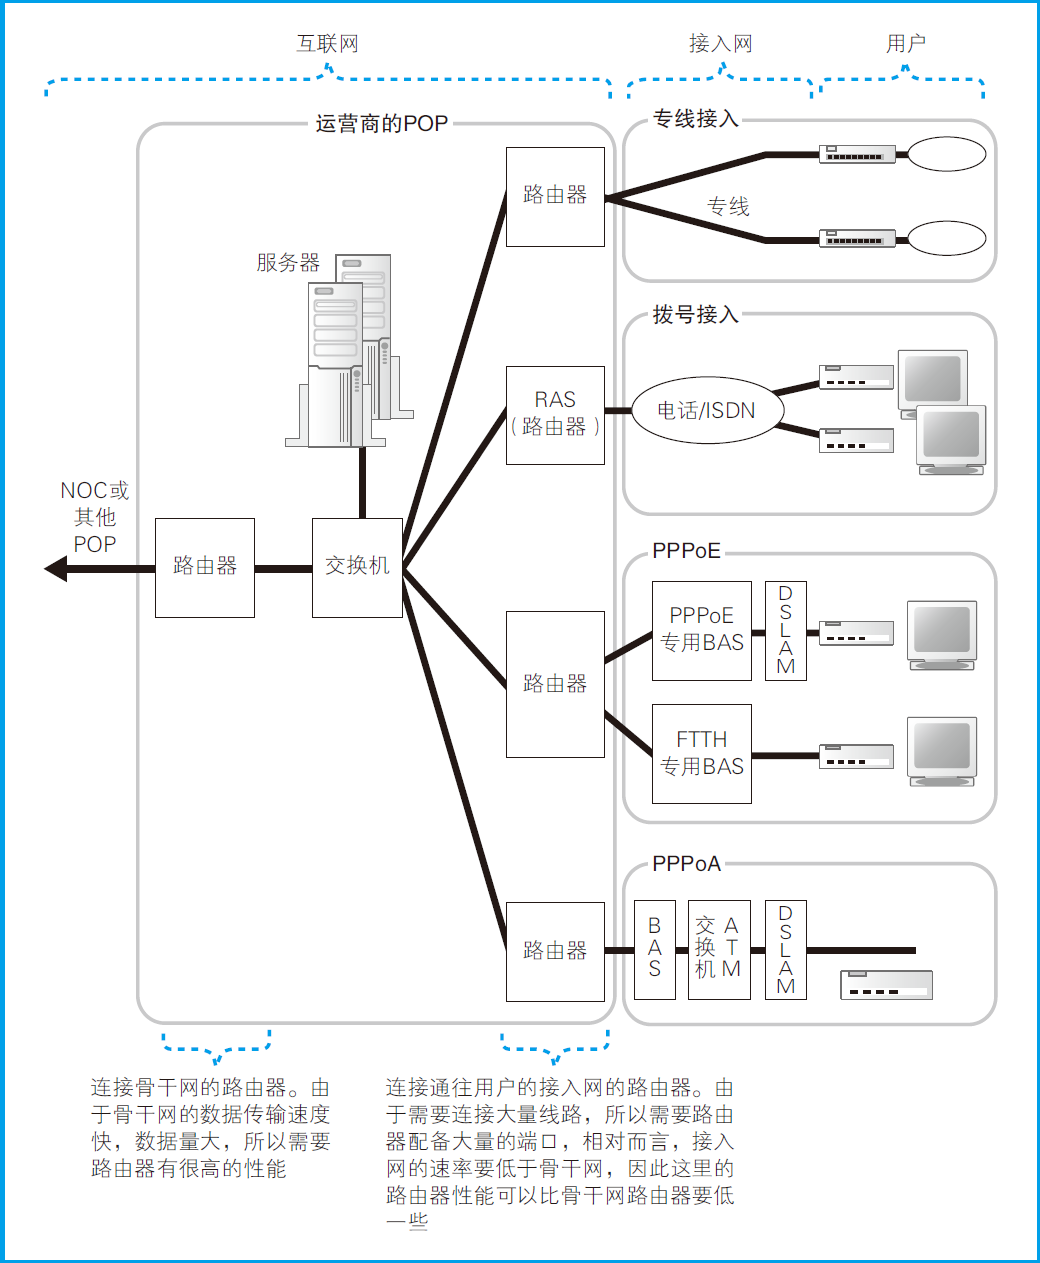 互联网
接入网
用户
运营商的POP
专线接入
路由器
专线
服务器
拨号接入
RAS
（路由器）
电话/ISDN
NOC或
其他
POP
路由器
交换机
PPPoE
PPPoE
专用BAS
DSLAM
路由器
FTTH
专用BAS
PPPoA
路由器
BAS
交换机
ATM
DSLAM
连接骨干网的路由器。由
于骨干网的数据传输速度
快，数据量大，所以需要
路由器有很高的性能
连接通往用户的接入网的路由器。由
于需要连接大量线路，所以需要路由
器配备大量的端口，相对而言，接入
网的速率要低于骨干网，因此这里的
路由器性能可以比骨干网路由器要低
一些